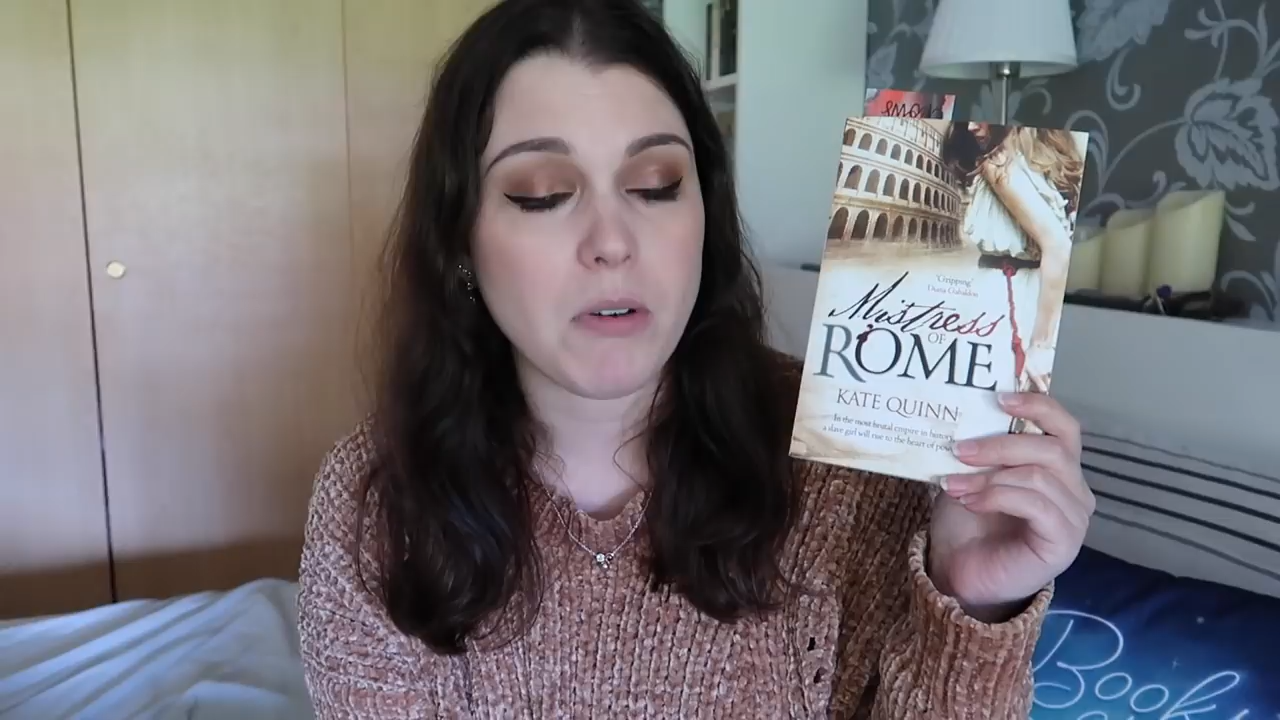 'Gripping'
Diana Gabaldon
Mistress
OF
ROME
KATE QUINN
In the most brutal empire in history,
a slave girl will rise to the heart of
Book